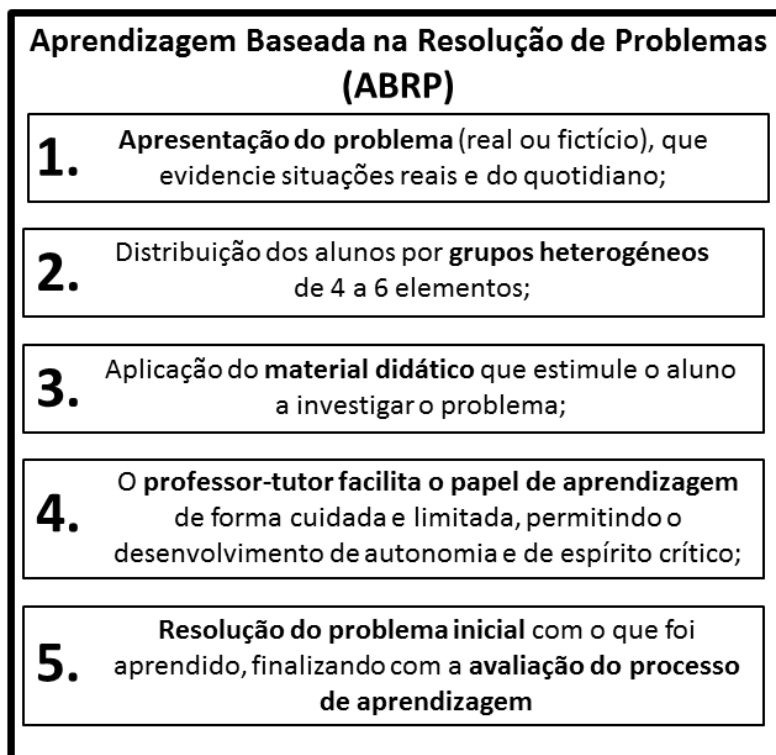 Aprendizagem Baseada na Resolução de Problemas
(ABRP)
1. Apresentação do problema (real ou fictício), que
evidencie situações reais e do quotidiano;
2. Distribuição dos alunos por grupos heterogéneos
de 4 a 6 elementos;
3. Aplicação do material didático que estimule o aluno
a investigar o problema;
4. O professor-tutor facilita o papel de aprendizagem
de forma cuidada e limitada, permitindo o
desenvolvimento de autonomia e de espírito crítico;
5. Resolução do problema inicial com o que foi
aprendido, finalizando com a avaliação do processo
de aprendizagem